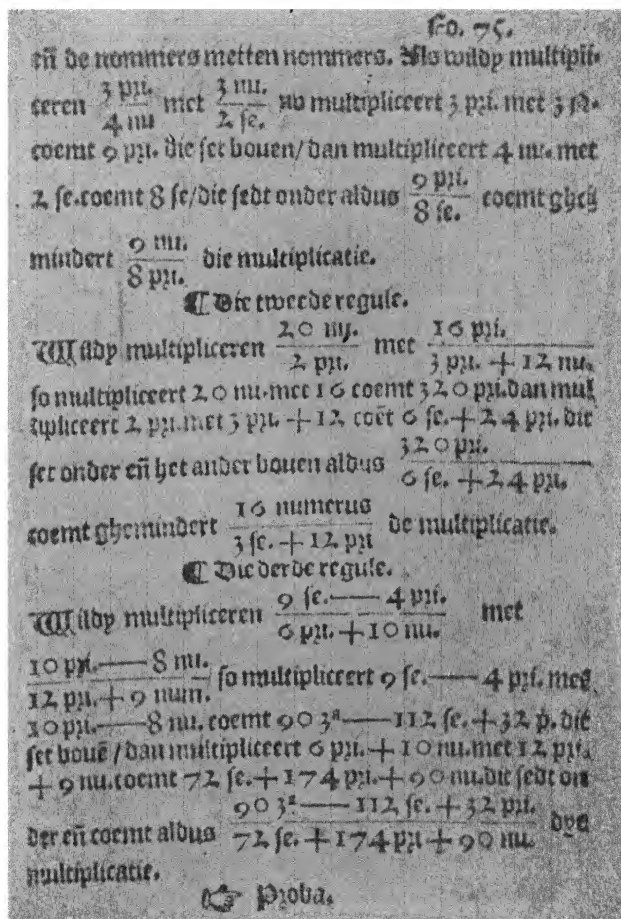 Fo. 75.
en̄ de nommers metten nommers. Als wildy multipli-
ceren 3 pri./4 nu met 3 nu./2 se. so multipliceert 3 pri. met 3 N.
coemt 9 pri. die set bouen/ dan multipliceert 4 nu. met
2 se. coemt 8 se/die sedt onder aldus 9 pri./8 se. coemt ghe
mindert 9 nu./8 pri. die multiplicatie.
¶ Die tweede regule.
Wildy multipliceren 20 nu./2 pri. met 16 pri./3 pri. + 12 nu.
so multipliceert 20 nu. met 16 coemt 320 pri. dan mul
tipliceert 2 pri. met 3 pri. + 12 coēt 6 se. + 24 pri. die
set onder en̄ het ander bouen aldus 320 pri./6 se. + 24 pri.
coemt ghemindert 16 numerus/3 se. + 12 pri de multiplicatie.
¶ Die derde regule.
Wildy multipliceren 9 se. — 4 pri./6 pri. + 10 nu. met
10 pri. — 8 nu./12 pri. + 9 num. so multipliceert 9 se. — 4 pri. met
10 pri. — 8 nu. coemt 90 3ª — 112 se. + 32 p. die
set bouē / dan multipliceert 6 pri. + 10 nu. met 12 pri.
+ 9 nu. coemt 72 se. + 174 pri. + 90 nu. dit sedt on
der en̄ coemt aldus 90 3ª — 112 se. + 32 pri./72 se. + 174 pri + 90 nu. dye
multiplicatie.
☞ Proba.